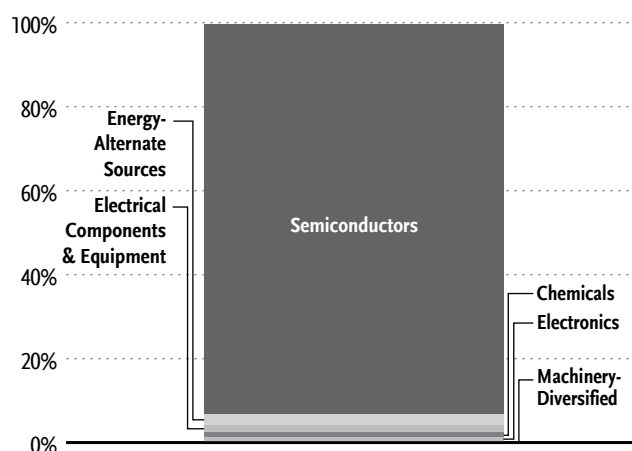 100%
80%
60%
40%
20%
0%
Energy-
Alternate
Sources
Electrical
Components
& Equipment
Semiconductors
Chemicals
Electronics
Machinery-
Diversified